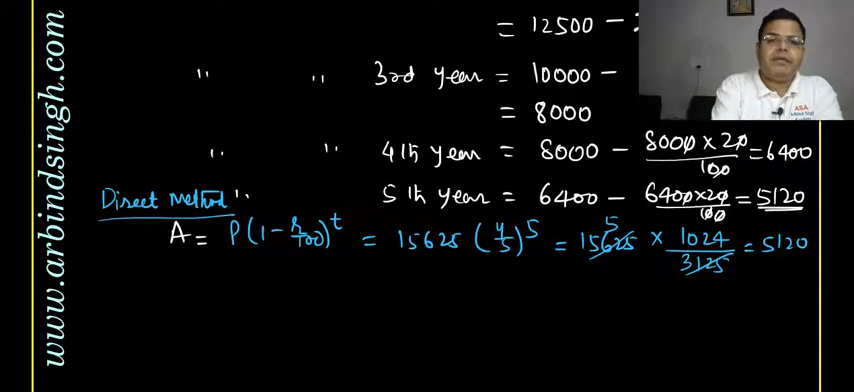 www.arbindsingh.com
= 12500 -
" " 3rd year = 10000 -
= 8000
" " 4th year = 8000 - 8000 x 20/100 = 6400
" " 5th year = 6400 - 6400 x 20/100 = 5120
Direct Method
A = P(1 - r/100)^t = 15625 (4/5)^5 = 15625 5 x 1024/3125 = 5120
ASA